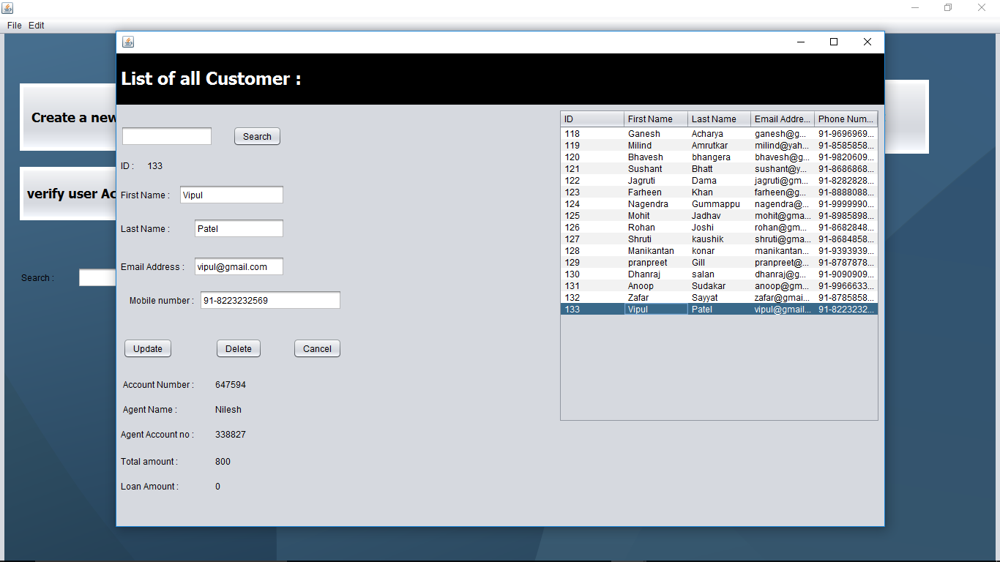 File Edit
List of all Customer :
Create a new
verify user Ac
Search :
Search
ID : 133
First Name : Vipul
Last Name : Patel
Email Address : vipul@gmail.com
Mobile number : 91-8223232569
Update Delete Cancel
Account Number : 647594
Agent Name : Nilesh
Agent Account no : 338827
Total amount : 800
Loan Amount : 0
ID First Name Last Name Email Addre... Phone Num...
118 Ganesh Acharya ganesh@g... 91-9696969...
119 Milind Amrutkar milind@yah... 91-8585858...
120 Bhavesh bhangera bhavesh@g... 91-9820609...
121 Sushant Bhatt sushant@y... 91-8686868...
122 Jagruti Dama jagruti@gm... 91-8282828...
123 Farheen Khan farheen@g... 91-8888088...
124 Nagendra Gummappu nagendra@... 91-9999990...
125 Mohit Jadhav mohit@gma... 91-8985898...
126 Rohan Joshi rohan@gm... 91-8682848...
127 Shruti kaushik shruti@gma... 91-8684858...
128 Manikantan konar manikantan... 91-9393939...
129 pranpreet Gill pranpreet@... 91-8787878...
130 Dhanraj salan dhanraj@g... 91-9090909...
131 Anoop Sudakar anoop@gm... 91-9966633...
132 Zafar Sayyat zafar@gmai... 91-8785858...
133 Vipul Patel vipul@gmail... 91-8223232...